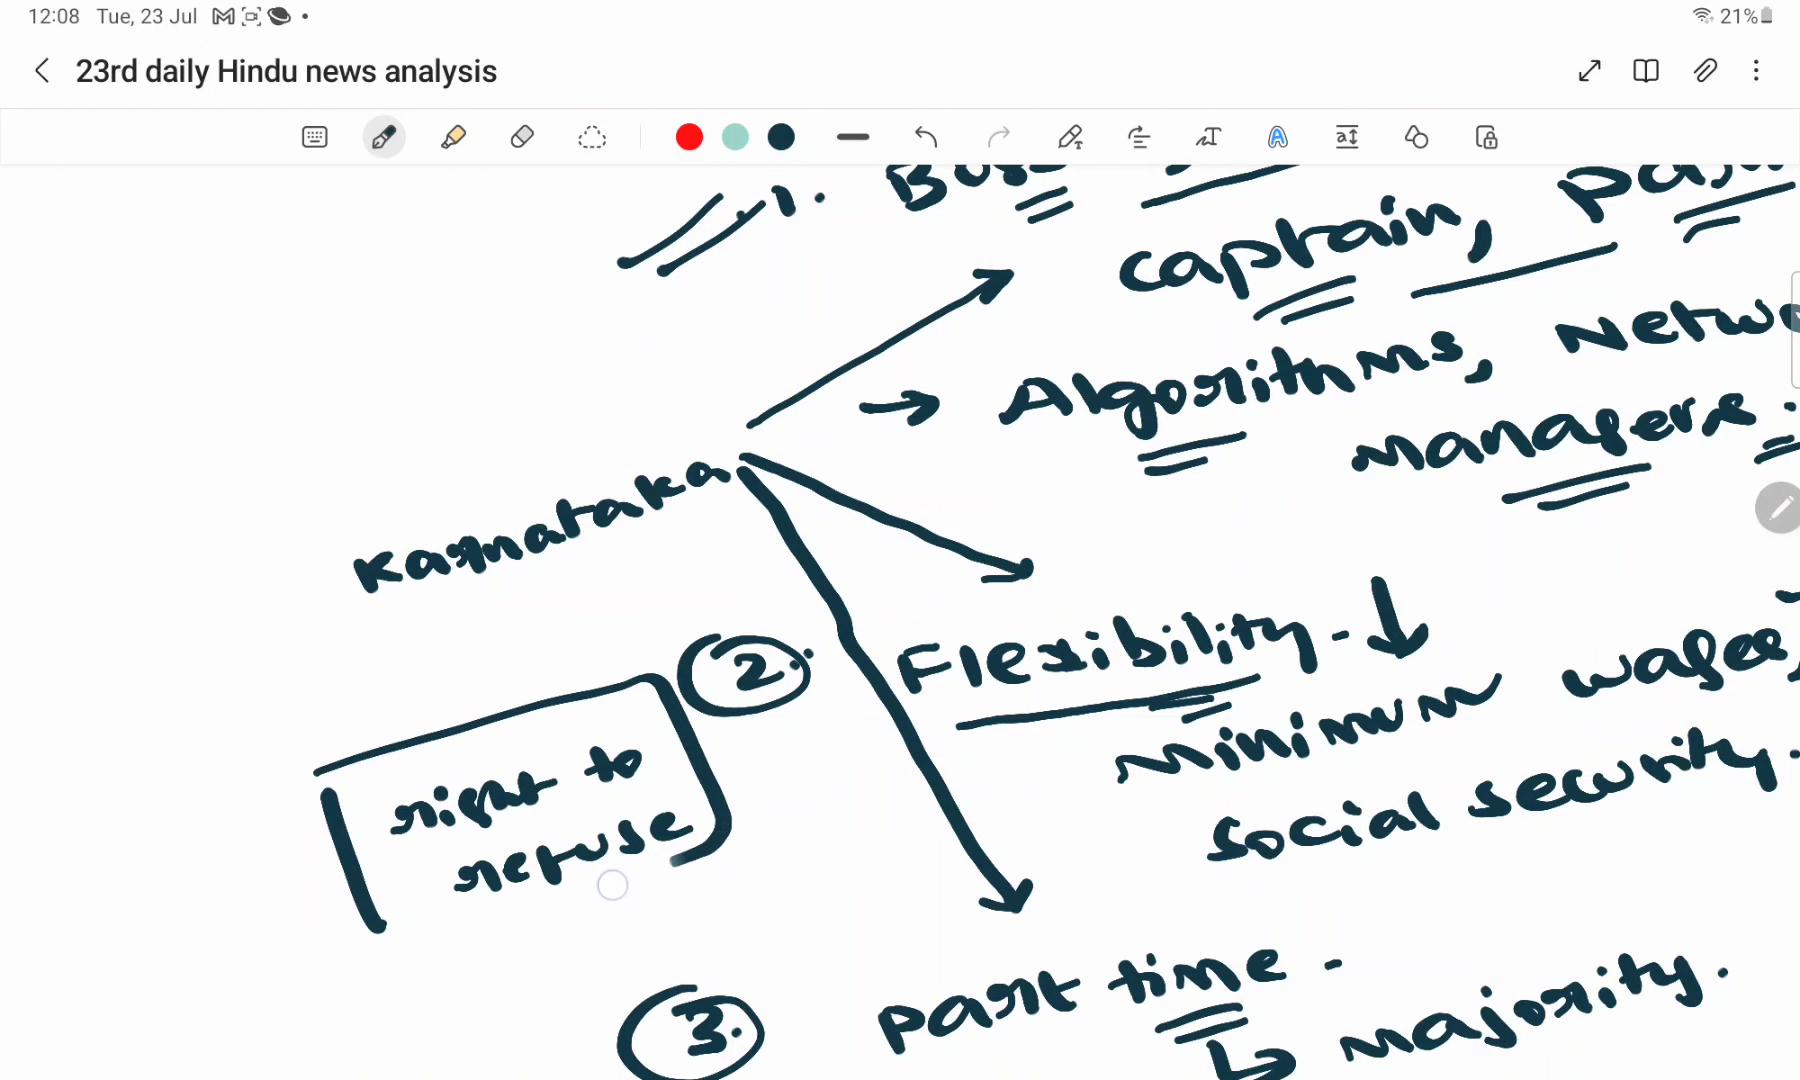 12:08 Tue, 23 Jul 21%
23rd daily Hindu news analysis
1.
captain,
Algorithms,
managers.
Karnataka
2. Flexibility -
minimum wages,
social security.
right to
refuse
3. part time -
majority.